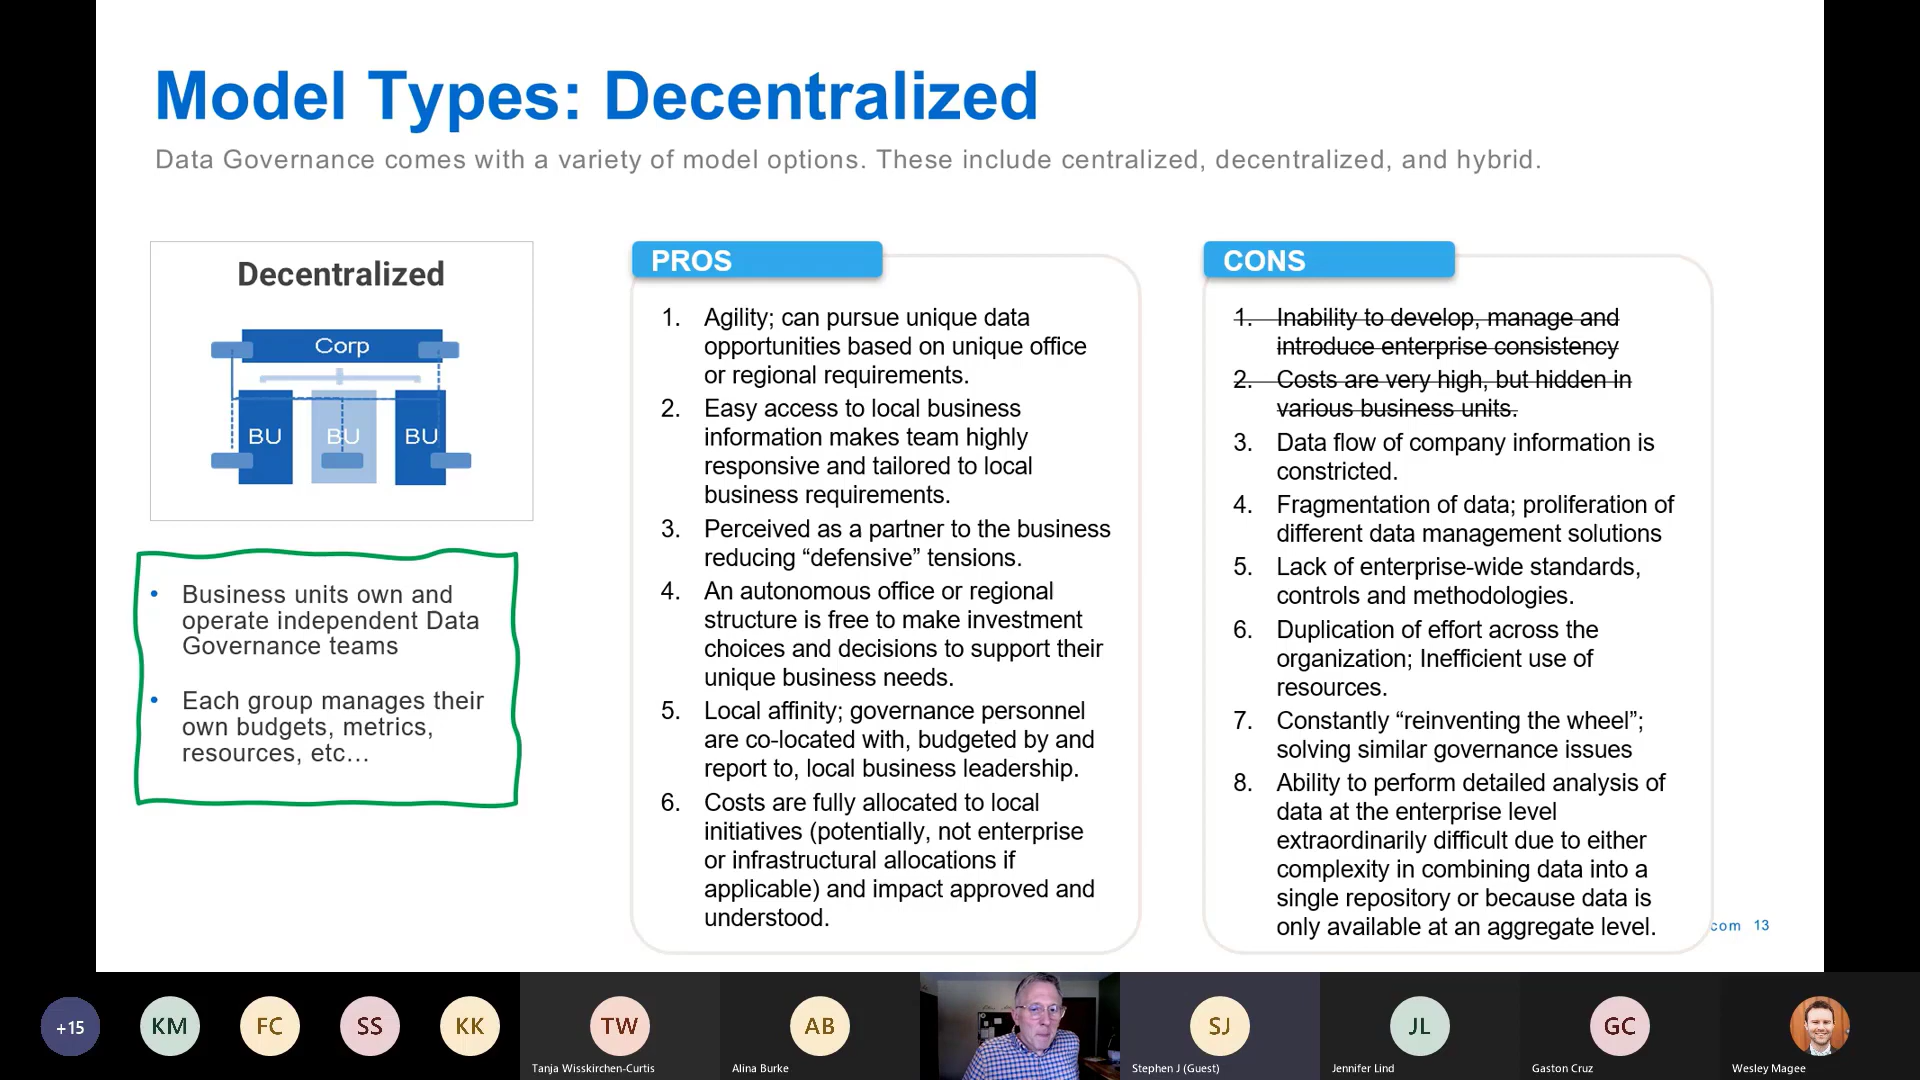 Model Types: Decentralized
Data Governance comes with a variety of model options. These include centralized, decentralized, and hybrid.
Decentralized
Corp
BU
BU
BU
• Business units own and
operate independent Data
Governance teams
• Each group manages their
own budgets, metrics,
resources, etc…
PROS
1. Agility; can pursue unique data
opportunities based on unique office
or regional requirements.
2. Easy access to local business
information makes team highly
responsive and tailored to local
business requirements.
3. Perceived as a partner to the business
reducing “defensive” tensions.
4. An autonomous office or regional
structure is free to make investment
choices and decisions to support their
unique business needs.
5. Local affinity; governance personnel
are co-located with, budgeted by and
report to, local business leadership.
6. Costs are fully allocated to local
initiatives (potentially, not enterprise
or infrastructural allocations if
applicable) and impact approved and
understood.
CONS
1. Inability to develop, manage and
introduce enterprise consistency
2. Costs are very high, but hidden in
various business units.
3. Data flow of company information is
constricted.
4. Fragmentation of data; proliferation of
different data management solutions
5. Lack of enterprise-wide standards,
controls and methodologies.
6. Duplication of effort across the
organization; Inefficient use of
resources.
7. Constantly “reinventing the wheel”;
solving similar governance issues
8. Ability to perform detailed analysis of
data at the enterprise level
extraordinarily difficult due to either
complexity in combining data into a
single repository or because data is
only available at an aggregate level.
com 13
+15
KM
FC
SS
KK
TW
Tanja Wisskirchen-Curtis
AB
Alina Burke
SJ
Stephen J (Guest)
JL
Jennifer Lind
GC
Gaston Cruz
Wesley Magee